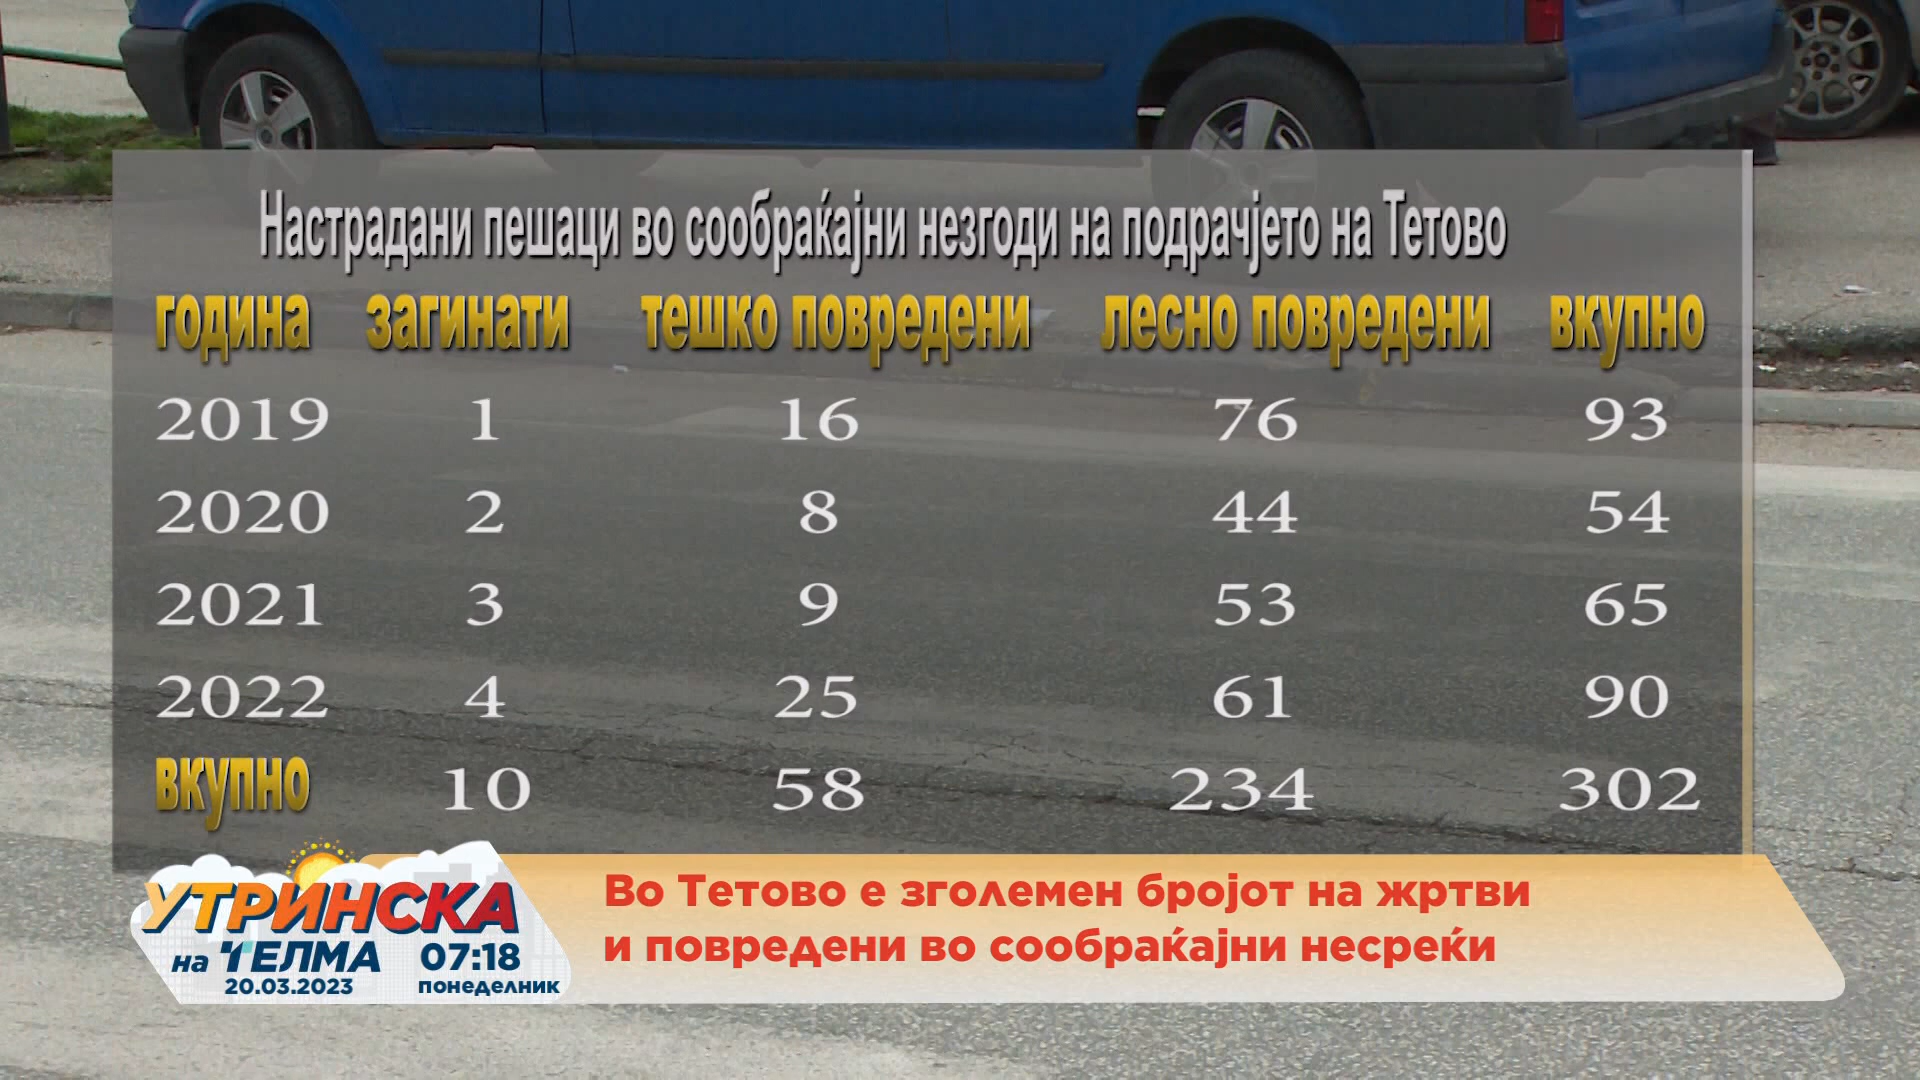 Настрадани пешаци во сообраќајни незгоди на подрачјето на Тетово
година загинати тешко повредени лесно повредени вкупно
2019 1 16 76 93
2020 2 8 44 54
2021 3 9 53 65
2022 4 25 61 90
вкупно 10 58 234 302
Во Тетово е зголемен бројот на жртви
и повредени во сообраќајни несреќи
УТРИНСКА
на ТЕЛМА 07:18
20.03.2023 понеделник